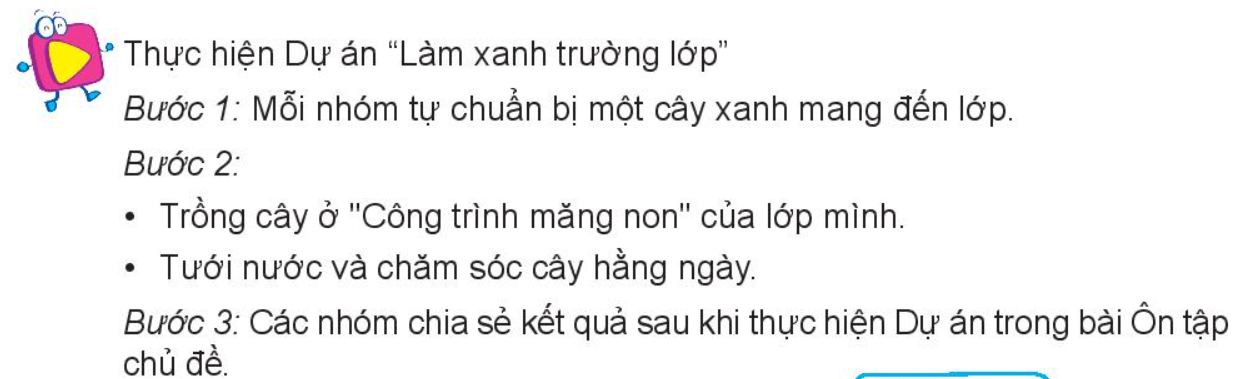 Thực hiện Dự án “Làm xanh trường lớp”
Bước 1: Mỗi nhóm tự chuẩn bị một cây xanh mang đến lớp.
Bước 2:
• Trồng cây ở "Công trình măng non" của lớp mình.
• Tưới nước và chăm sóc cây hằng ngày.
Bước 3: Các nhóm chia sẻ kết quả sau khi thực hiện Dự án trong bài Ôn tập
chủ đề.